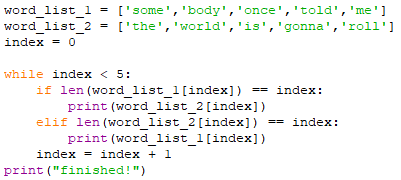 word_list_1 = ['some','body','once','told','me']
word_list_2 = ['the','world','is','gonna','roll']
index = 0

while index < 5:
    if len(word_list_1[index]) == index:
        print(word_list_2[index])
    elif len(word_list_2[index]) == index:
        print(word_list_1[index])
    index = index + 1
print("finished!")